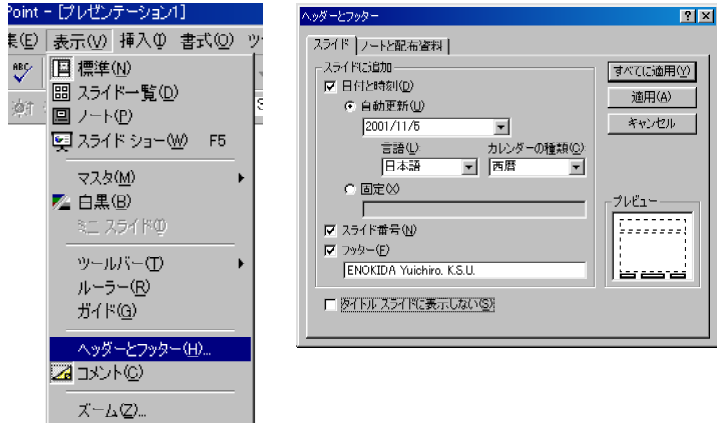 Point - [プレゼンテーション1]
集(E) 表示(V) 挿入(I) 書式(O) ツ
ABC
標準(N)
スライド一覧(D)
ノート(P)
スライド ショー(W) F5
マスタ(M)
白黒(B)
ミニ スライド(I)
ツールバー(T)
ルーラー(R)
ガイド(G)
ヘッダーとフッター(H)...
コメント(C)
ズーム(Z)...
ヘッダーとフッター
スライド ノートと配布資料
スライドに追加
日付と時刻(D)
自動更新(U)
2001/11/5
言語(L) カレンダーの種類(C)
日本語 西暦
固定(X)
スライド番号(N)
フッター(F)
ENOKIDA Yuichiro, K.S.U.
タイトル スライドに表示しない(S)
すべてに適用(Y)
適用(A)
キャンセル
プレビュー